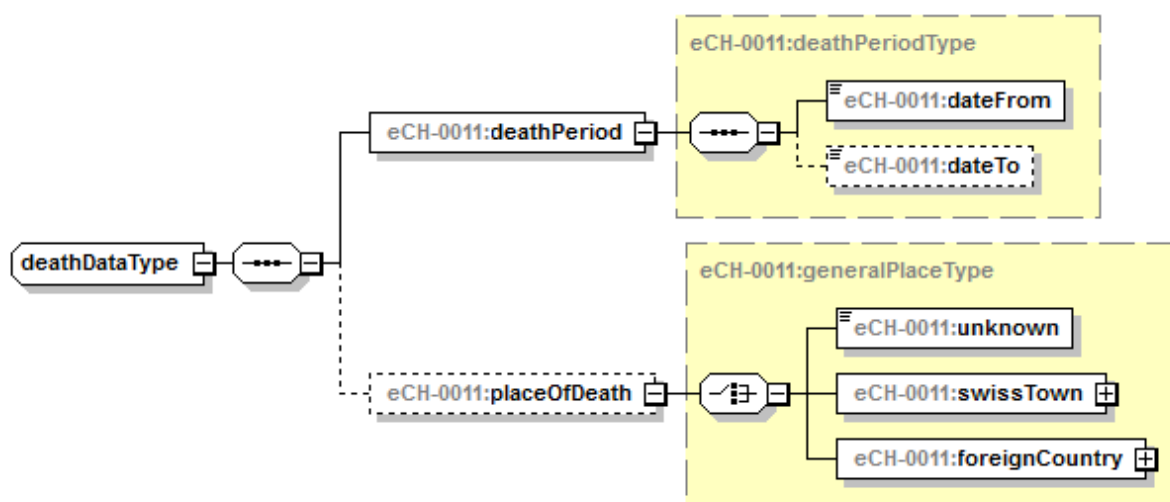 eCH-0011:deathPeriodType
eCH-0011:dateFrom
eCH-0011:deathPeriod
eCH-0011:dateTo
deathDataType
eCH-0011:generalPlaceType
eCH-0011:unknown
eCH-0011:placeOfDeath
eCH-0011:swissTown
eCH-0011:foreignCountry